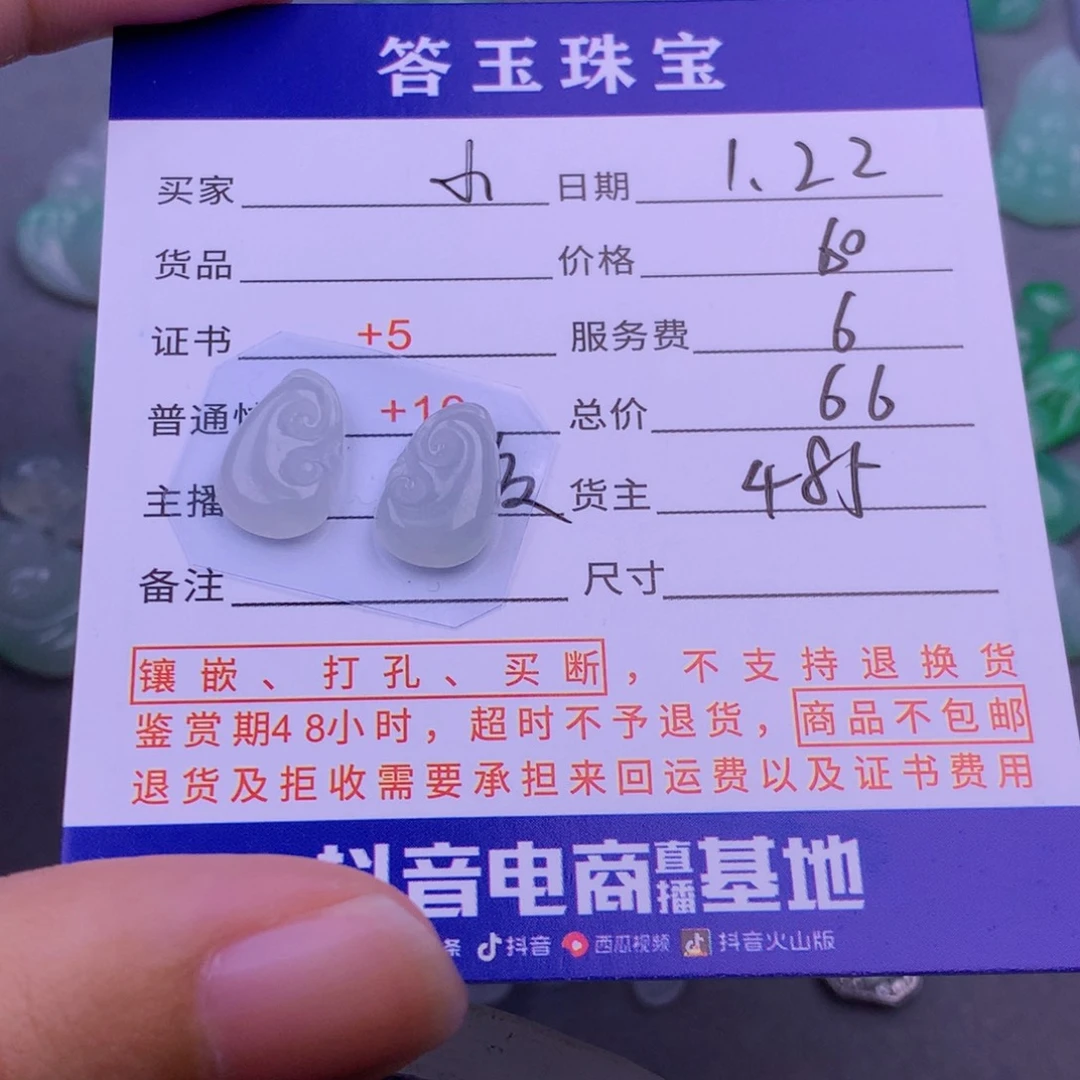 答玉珠宝
买家 小 日期 1.22
货品 价格 60
证书 +5 服务费 6
普通 +10 总价 66
主播 货主 485
备注 尺寸
镶嵌、打孔、买断，不支持退换货
鉴赏期48小时，超时不予退货，商品不包邮
退货及拒收需要承担来回运费以及证书费用
抖音电商直播基地
条 抖音 西瓜视频 抖音火山版